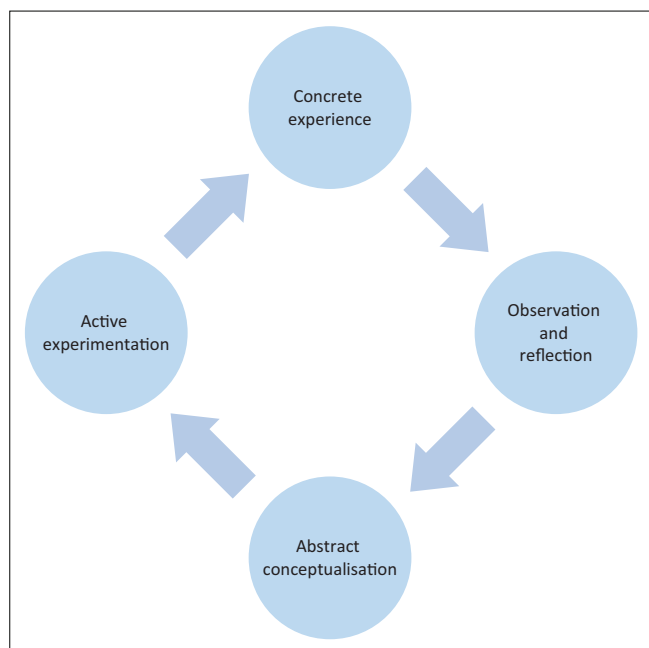 Concrete
experience
Observation
and
reflection
Abstract
conceptualisation
Active
experimentation